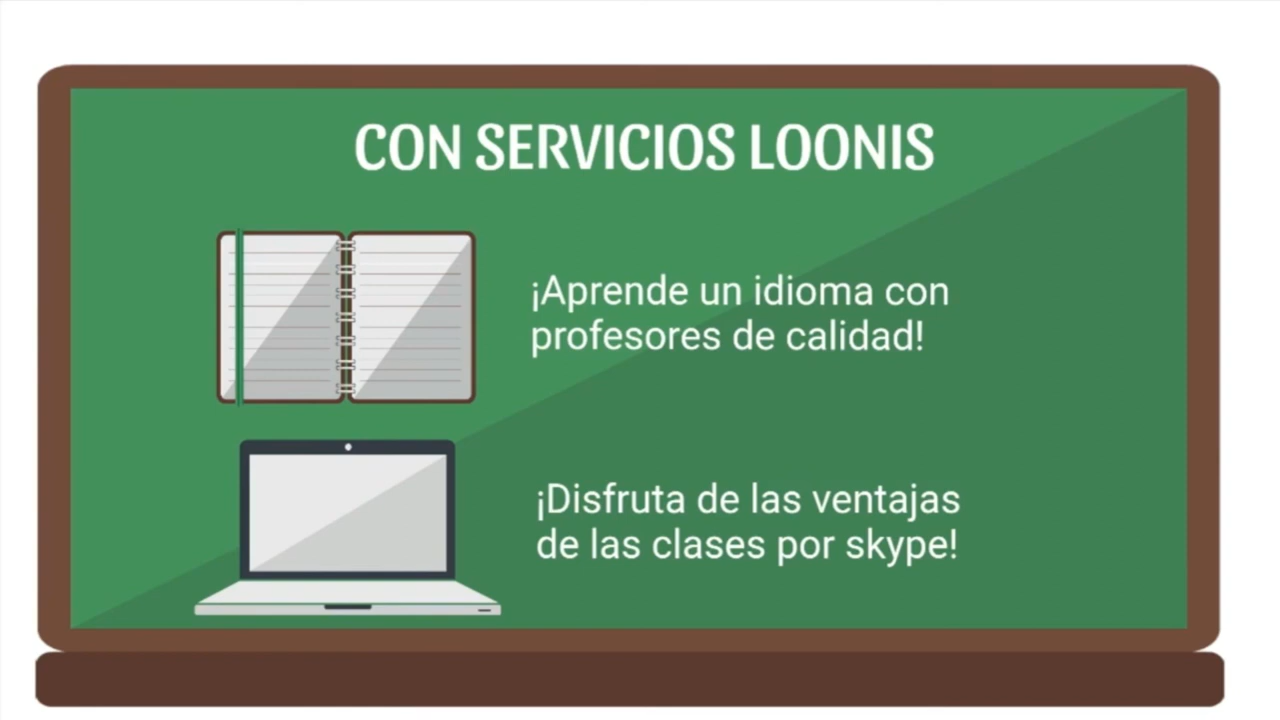 CON SERVICIOS LOONIS
¡Aprende un idioma con
profesores de calidad!
¡Disfruta de las ventajas
de las clases por skype!